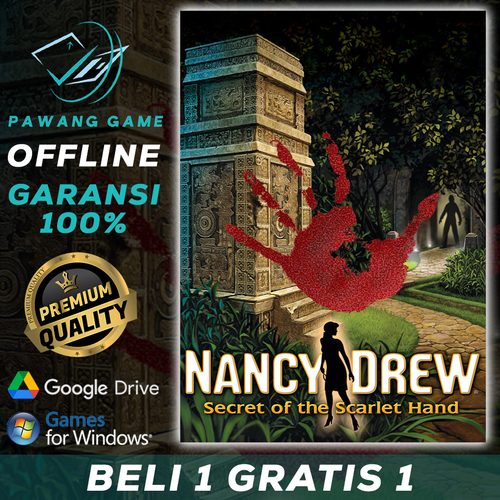 PAWANG GAME
OFFLINE
GARANSI
100%
PREMIUM
QUALITY
Google Drive
Games
for Windows
NANCY DREW
Secret of the Scarlet Hand
BELI 1 GRATIS 1